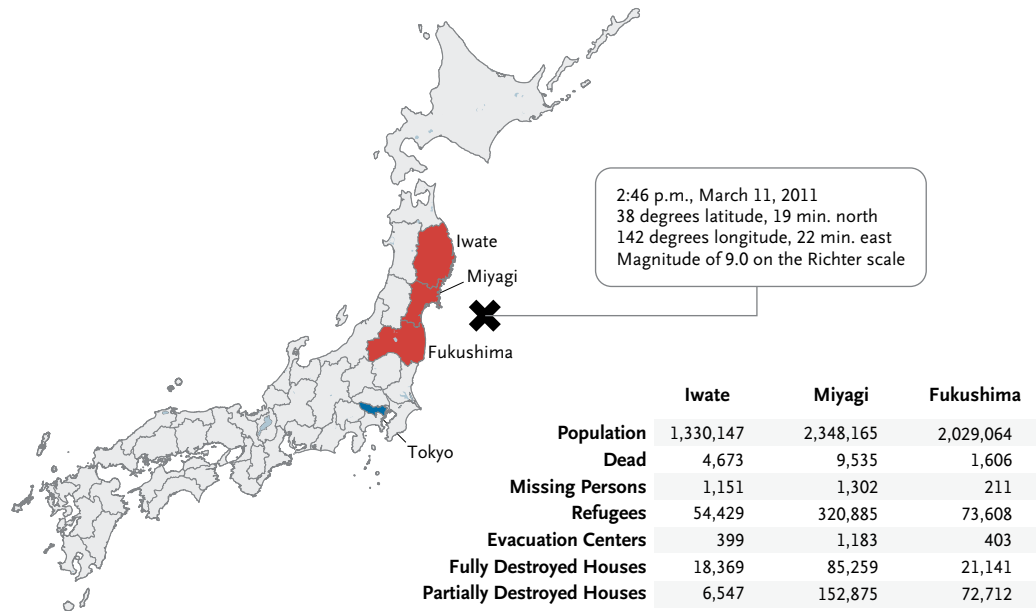 2:46 p.m., March 11, 2011
38 degrees latitude, 19 min. north
142 degrees longitude, 22 min. east
Magnitude of 9.0 on the Richter scale
Iwate
Miyagi
Fukushima
Tokyo
Iwate Miyagi Fukushima
Population 1,330,147 2,348,165 2,029,064
Dead 4,673 9,535 1,606
Missing Persons 1,151 1,302 211
Refugees 54,429 320,885 73,608
Evacuation Centers 399 1,183 403
Fully Destroyed Houses 18,369 85,259 21,141
Partially Destroyed Houses 6,547 152,875 72,712